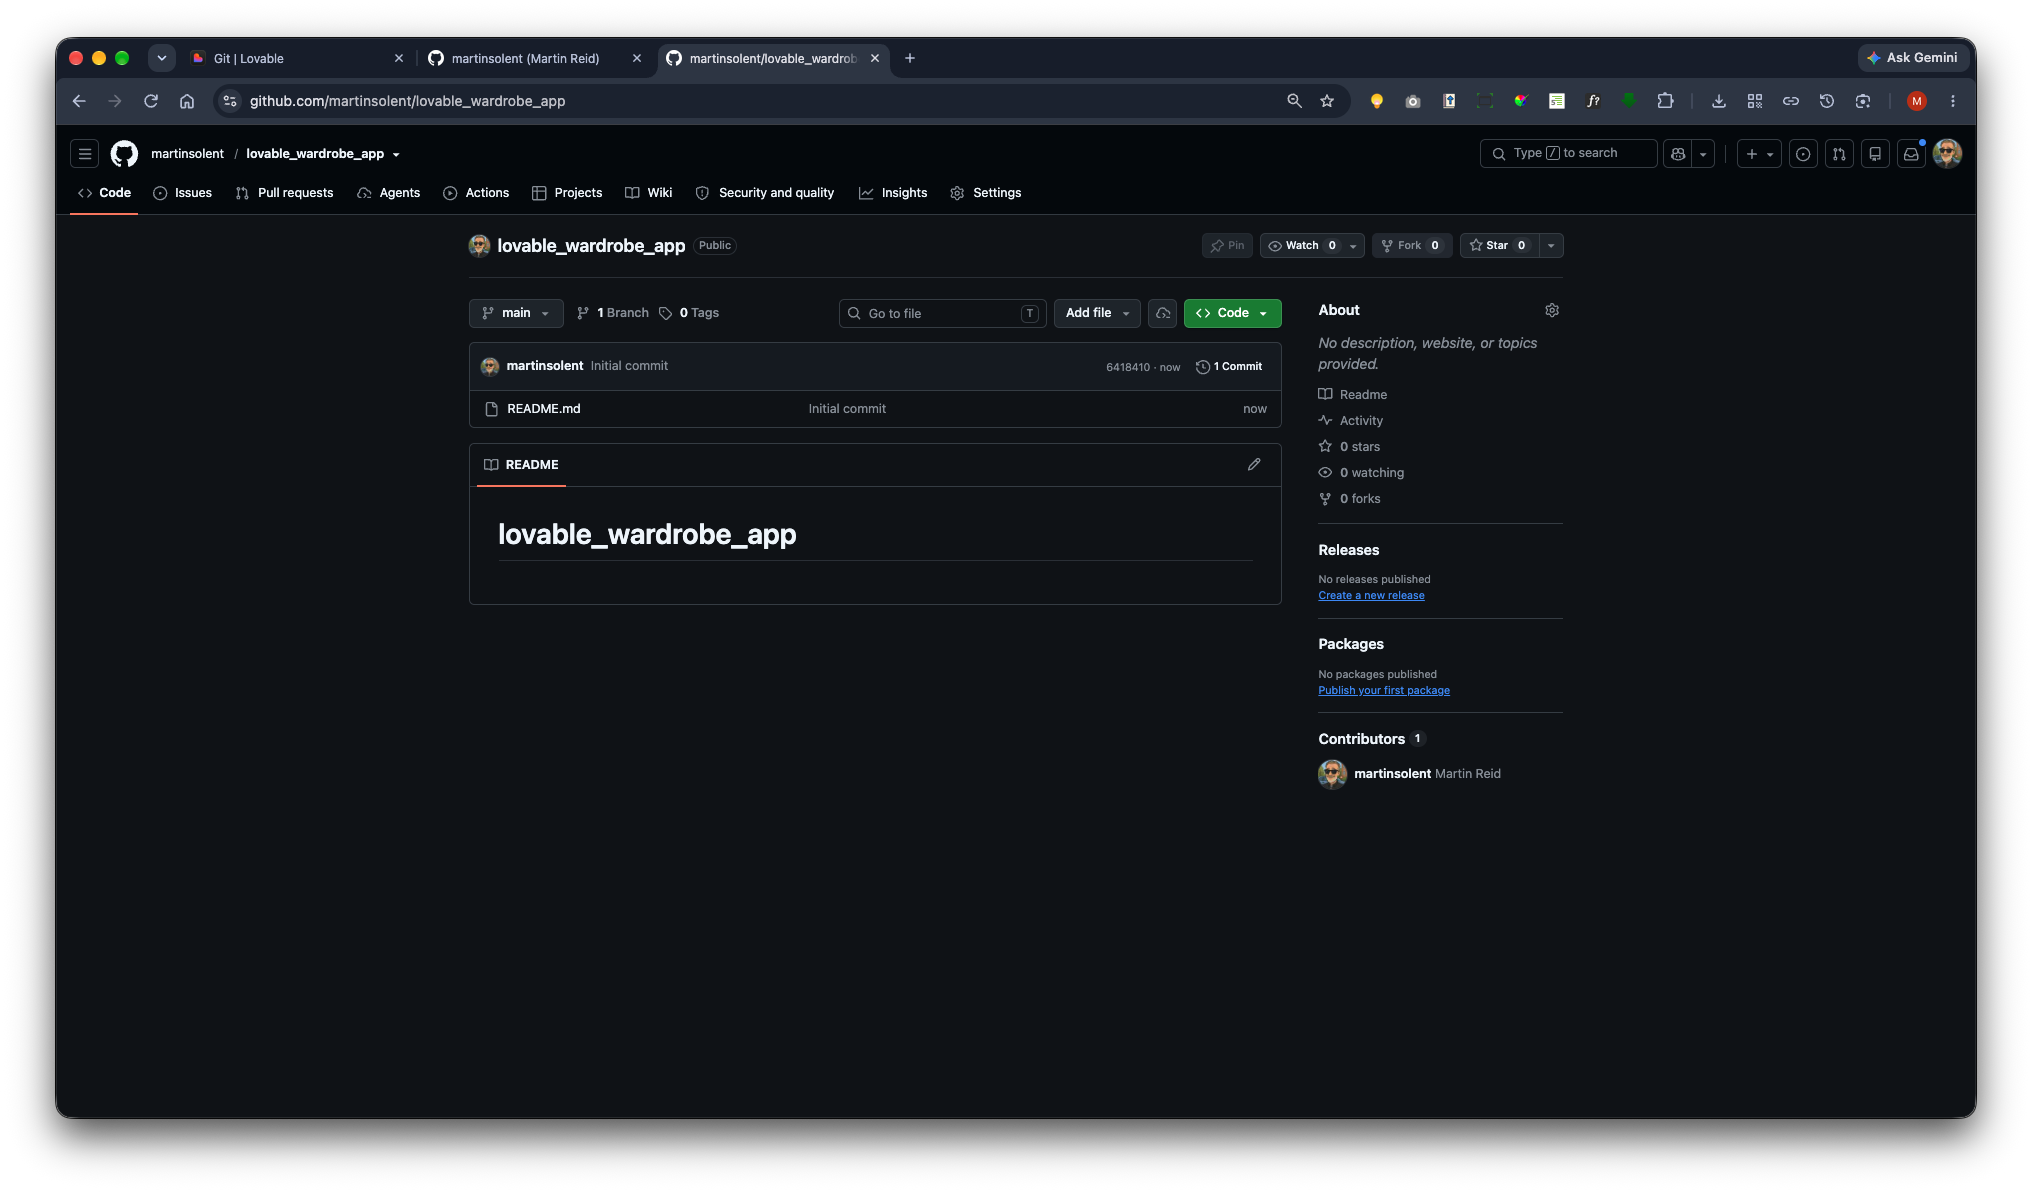 Git | Lovable
martinsolent (Martin Reid)
martinsolent/lovable_wardrob
Ask Gemini
github.com/martinsolent/lovable_wardrobe_app
M
martinsolent / lovable_wardrobe_app
Type / to search
Code Issues Pull requests Agents Actions Projects Wiki Security and quality Insights Settings
lovable_wardrobe_app Public
Pin Watch 0 Fork 0 Star 0
main 1 Branch 0 Tags Go to file T Add file Code
martinsolent Initial commit 6418410 · now 1 Commit
README.md Initial commit now
README
lovable_wardrobe_app
About
No description, website, or topics
provided.
Readme
Activity
0 stars
0 watching
0 forks
Releases
No releases published
Create a new release
Packages
No packages published
Publish your first package
Contributors 1
martinsolent Martin Reid